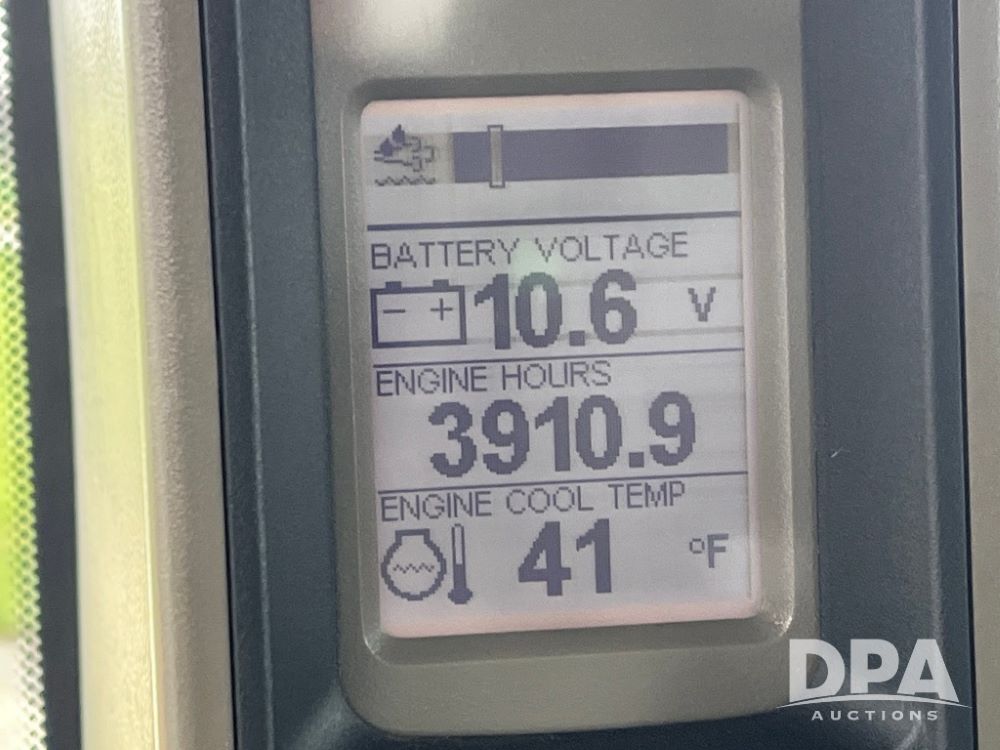 BATTERY VOLTAGE
- + 10.6 V
ENGINE HOURS
3910.9
ENGINE COOL TEMP
41 °F
DPA
AUCTIONS